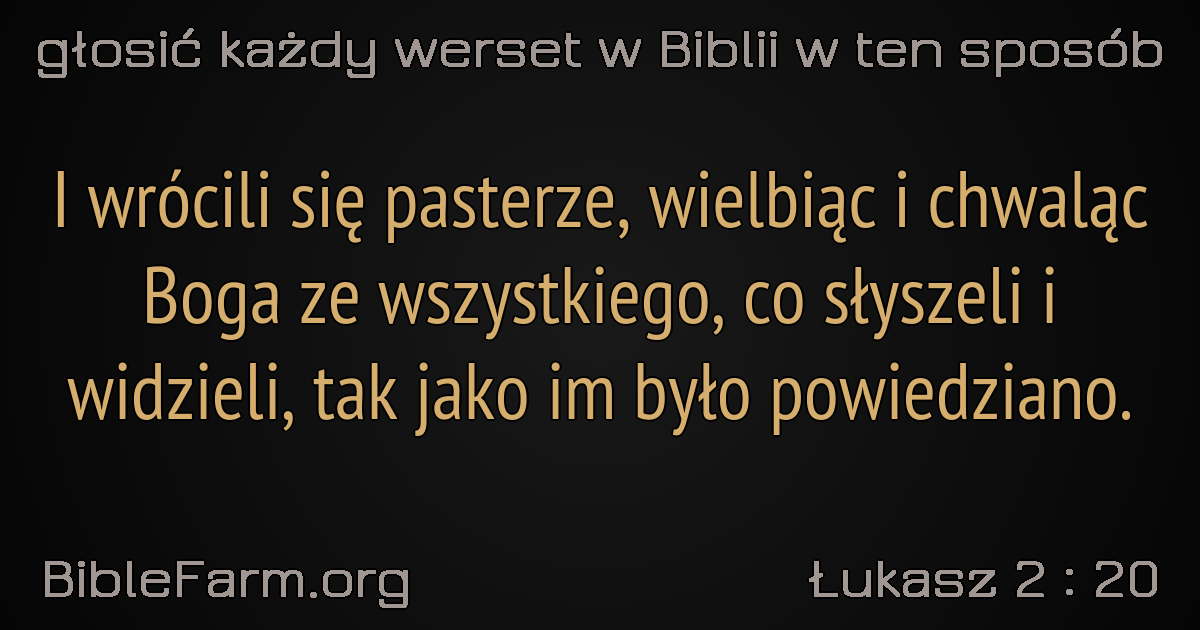 głosić każdy werset w Biblii w ten sposób
I wrócili się pasterze, wielbiąc i chwaląc
Boga ze wszystkiego, co słyszeli i
widzieli, tak jako im było powiedziano.
BibleFarm.org
Łukasz 2 : 20